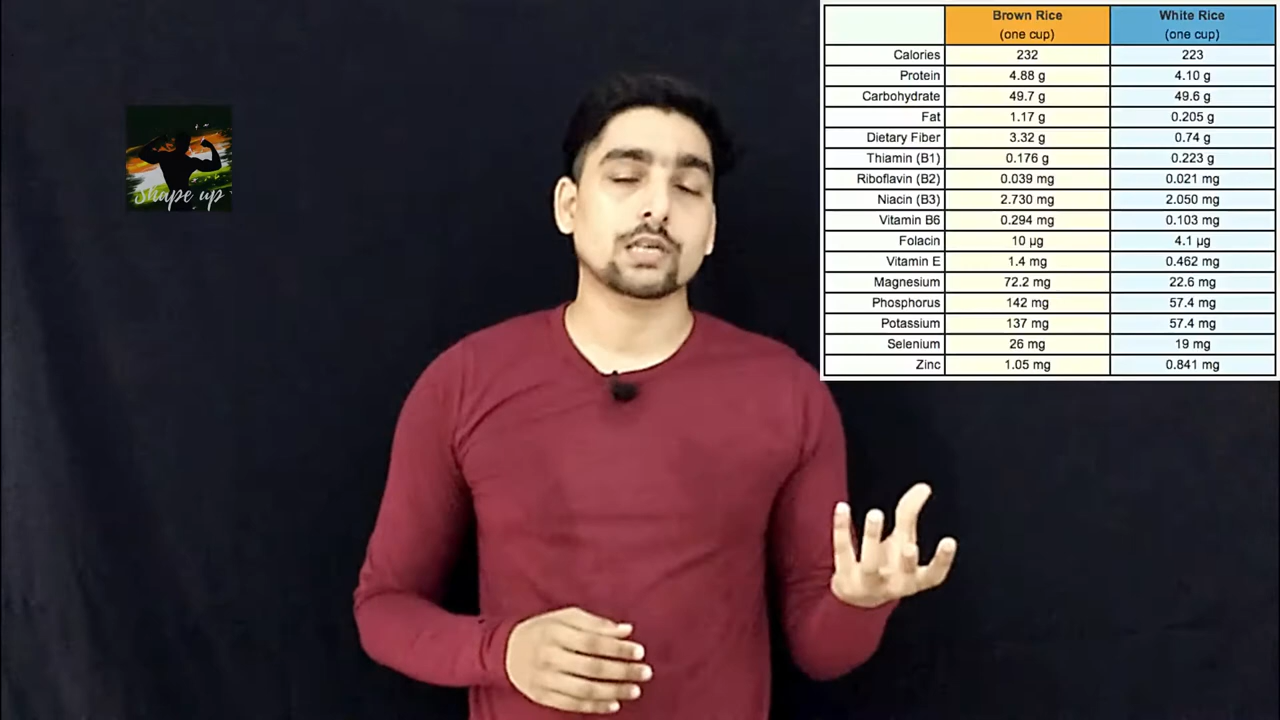 Shape up
Brown Rice White Rice
(one cup) (one cup)
Calories 232 223
Protein 4.88 g 4.10 g
Carbohydrate 49.7 g 49.6 g
Fat 1.17 g 0.205 g
Dietary Fiber 3.32 g 0.74 g
Thiamin (B1) 0.176 g 0.223 g
Riboflavin (B2) 0.039 mg 0.021 mg
Niacin (B3) 2.730 mg 2.050 mg
Vitamin B6 0.294 mg 0.103 mg
Folacin 10 µg 4.1 µg
Vitamin E 1.4 mg 0.462 mg
Magnesium 72.2 mg 22.6 mg
Phosphorus 142 mg 57.4 mg
Potassium 137 mg 57.4 mg
Selenium 26 mg 19 mg
Zinc 1.05 mg 0.841 mg